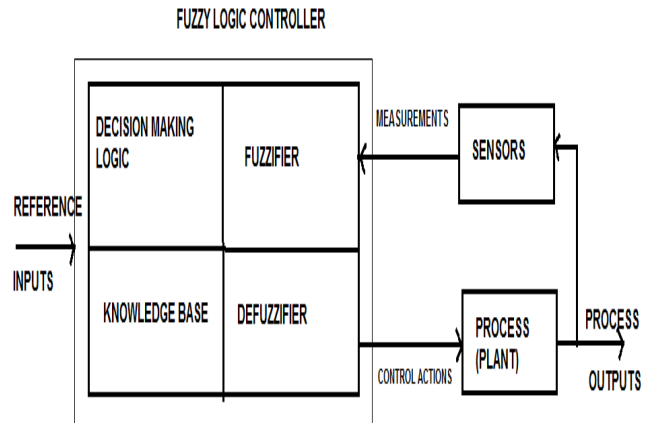 FUZZY LOGIC CONTROLLER
DECISION MAKING
LOGIC
FUZZIFIER
MEASUREMENTS
SENSORS
REFERENCE
INPUTS
KNOWLEDGE BASE
DEFUZZIFIER
CONTROL ACTIONS
PROCESS
(PLANT)
PROCESS
OUTPUTS